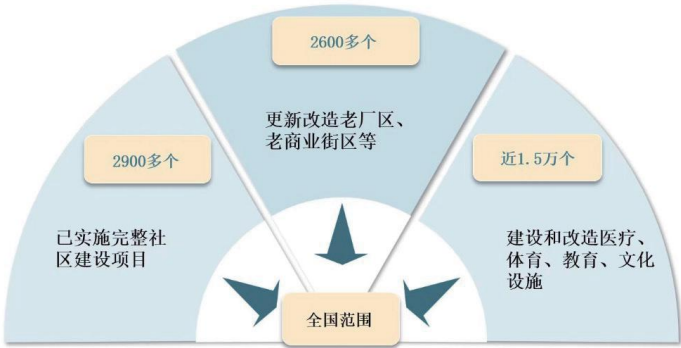 2600多个
更新改造老厂区、
老商业街区等
2900多个
已实施完整社
区建设项目
近1.5万个
建设和改造医疗、
体育、教育、文化
设施
全国范围